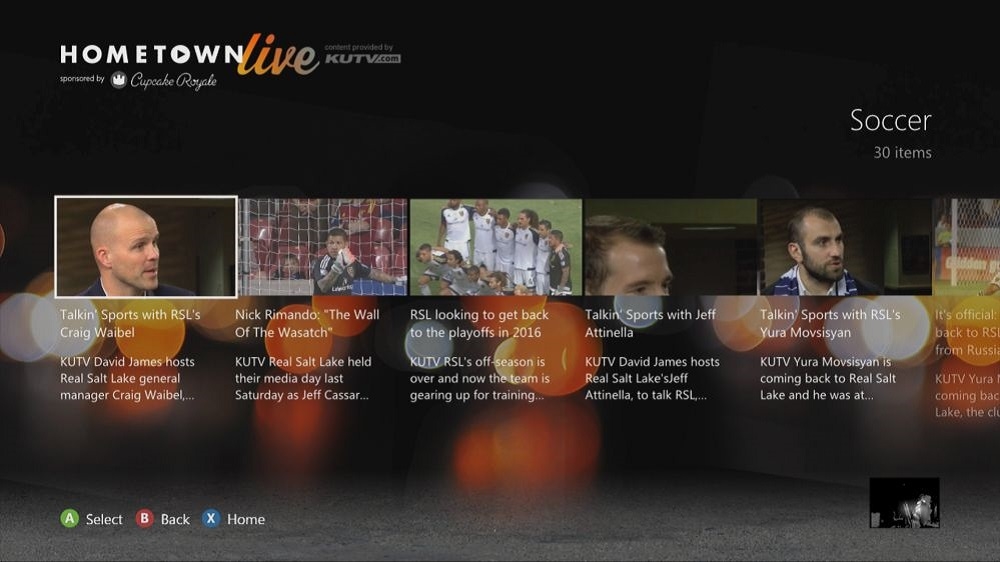 HOMETOWN live
content provided by
KUTV.com
sponsored by Cupcake Royale
Soccer
30 items
Talkin' Sports with RSL's
Craig Waibel
KUTV David James hosts
Real Salt Lake general
manager Craig Waibel,...
Nick Rimando: "The Wall
Of The Wasatch"
KUTV Real Salt Lake held
their media day last
Saturday as Jeff Cassar...
RSL looking to get back
to the playoffs in 2016
KUTV RSL's off-season is
over and now the team is
gearing up for training...
Talkin' Sports with Jeff
Attinella
KUTV David James hosts
Real Salt Lake'sJeff
Attinella, to talk RSL,...
Talkin' Sports with RSL's
Yura Movsisyan
KUTV Yura Movsisyan is
coming back to Real Salt
Lake and he was at...
It's official:
back to RSL
from Russia
KUTV Yura
coming bac
Lake, the clu
A Select B Back X Home